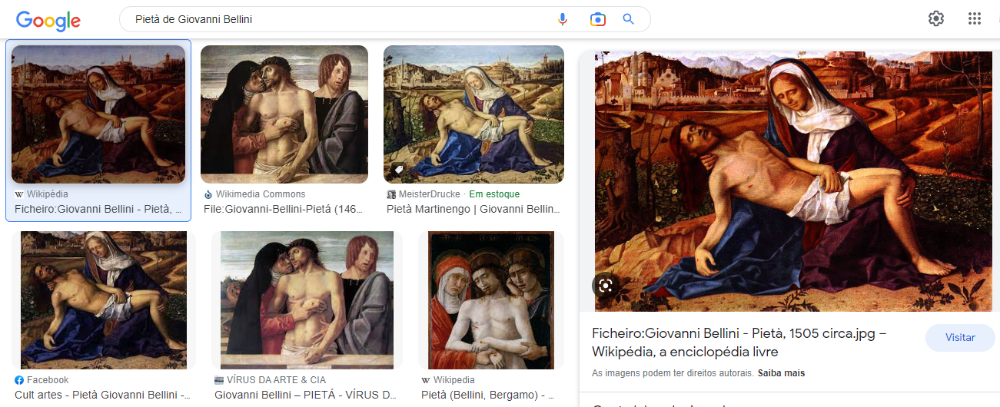 Google
Pietà de Giovanni Bellini
Wikipédia
Ficheiro:Giovanni Bellini - Pietà, ...
Wikimedia Commons
File:Giovanni-Bellini-Pietá (146...
MeisterDrucke · Em estoque
Pietà Martinengo | Giovanni Bellin...
Facebook
Cult artes - Pietà Giovanni Bellini -...
VÍRUS DA ARTE & CIA
Giovanni Bellini – PIETÁ - VÍRUS D...
Wikipedia
Pietà (Bellini, Bergamo) - ...
Ficheiro:Giovanni Bellini - Pietà, 1505 circa.jpg –
Wikipédia, a enciclopédia livre
Visitar
As imagens podem ter direitos autorais. Saiba mais